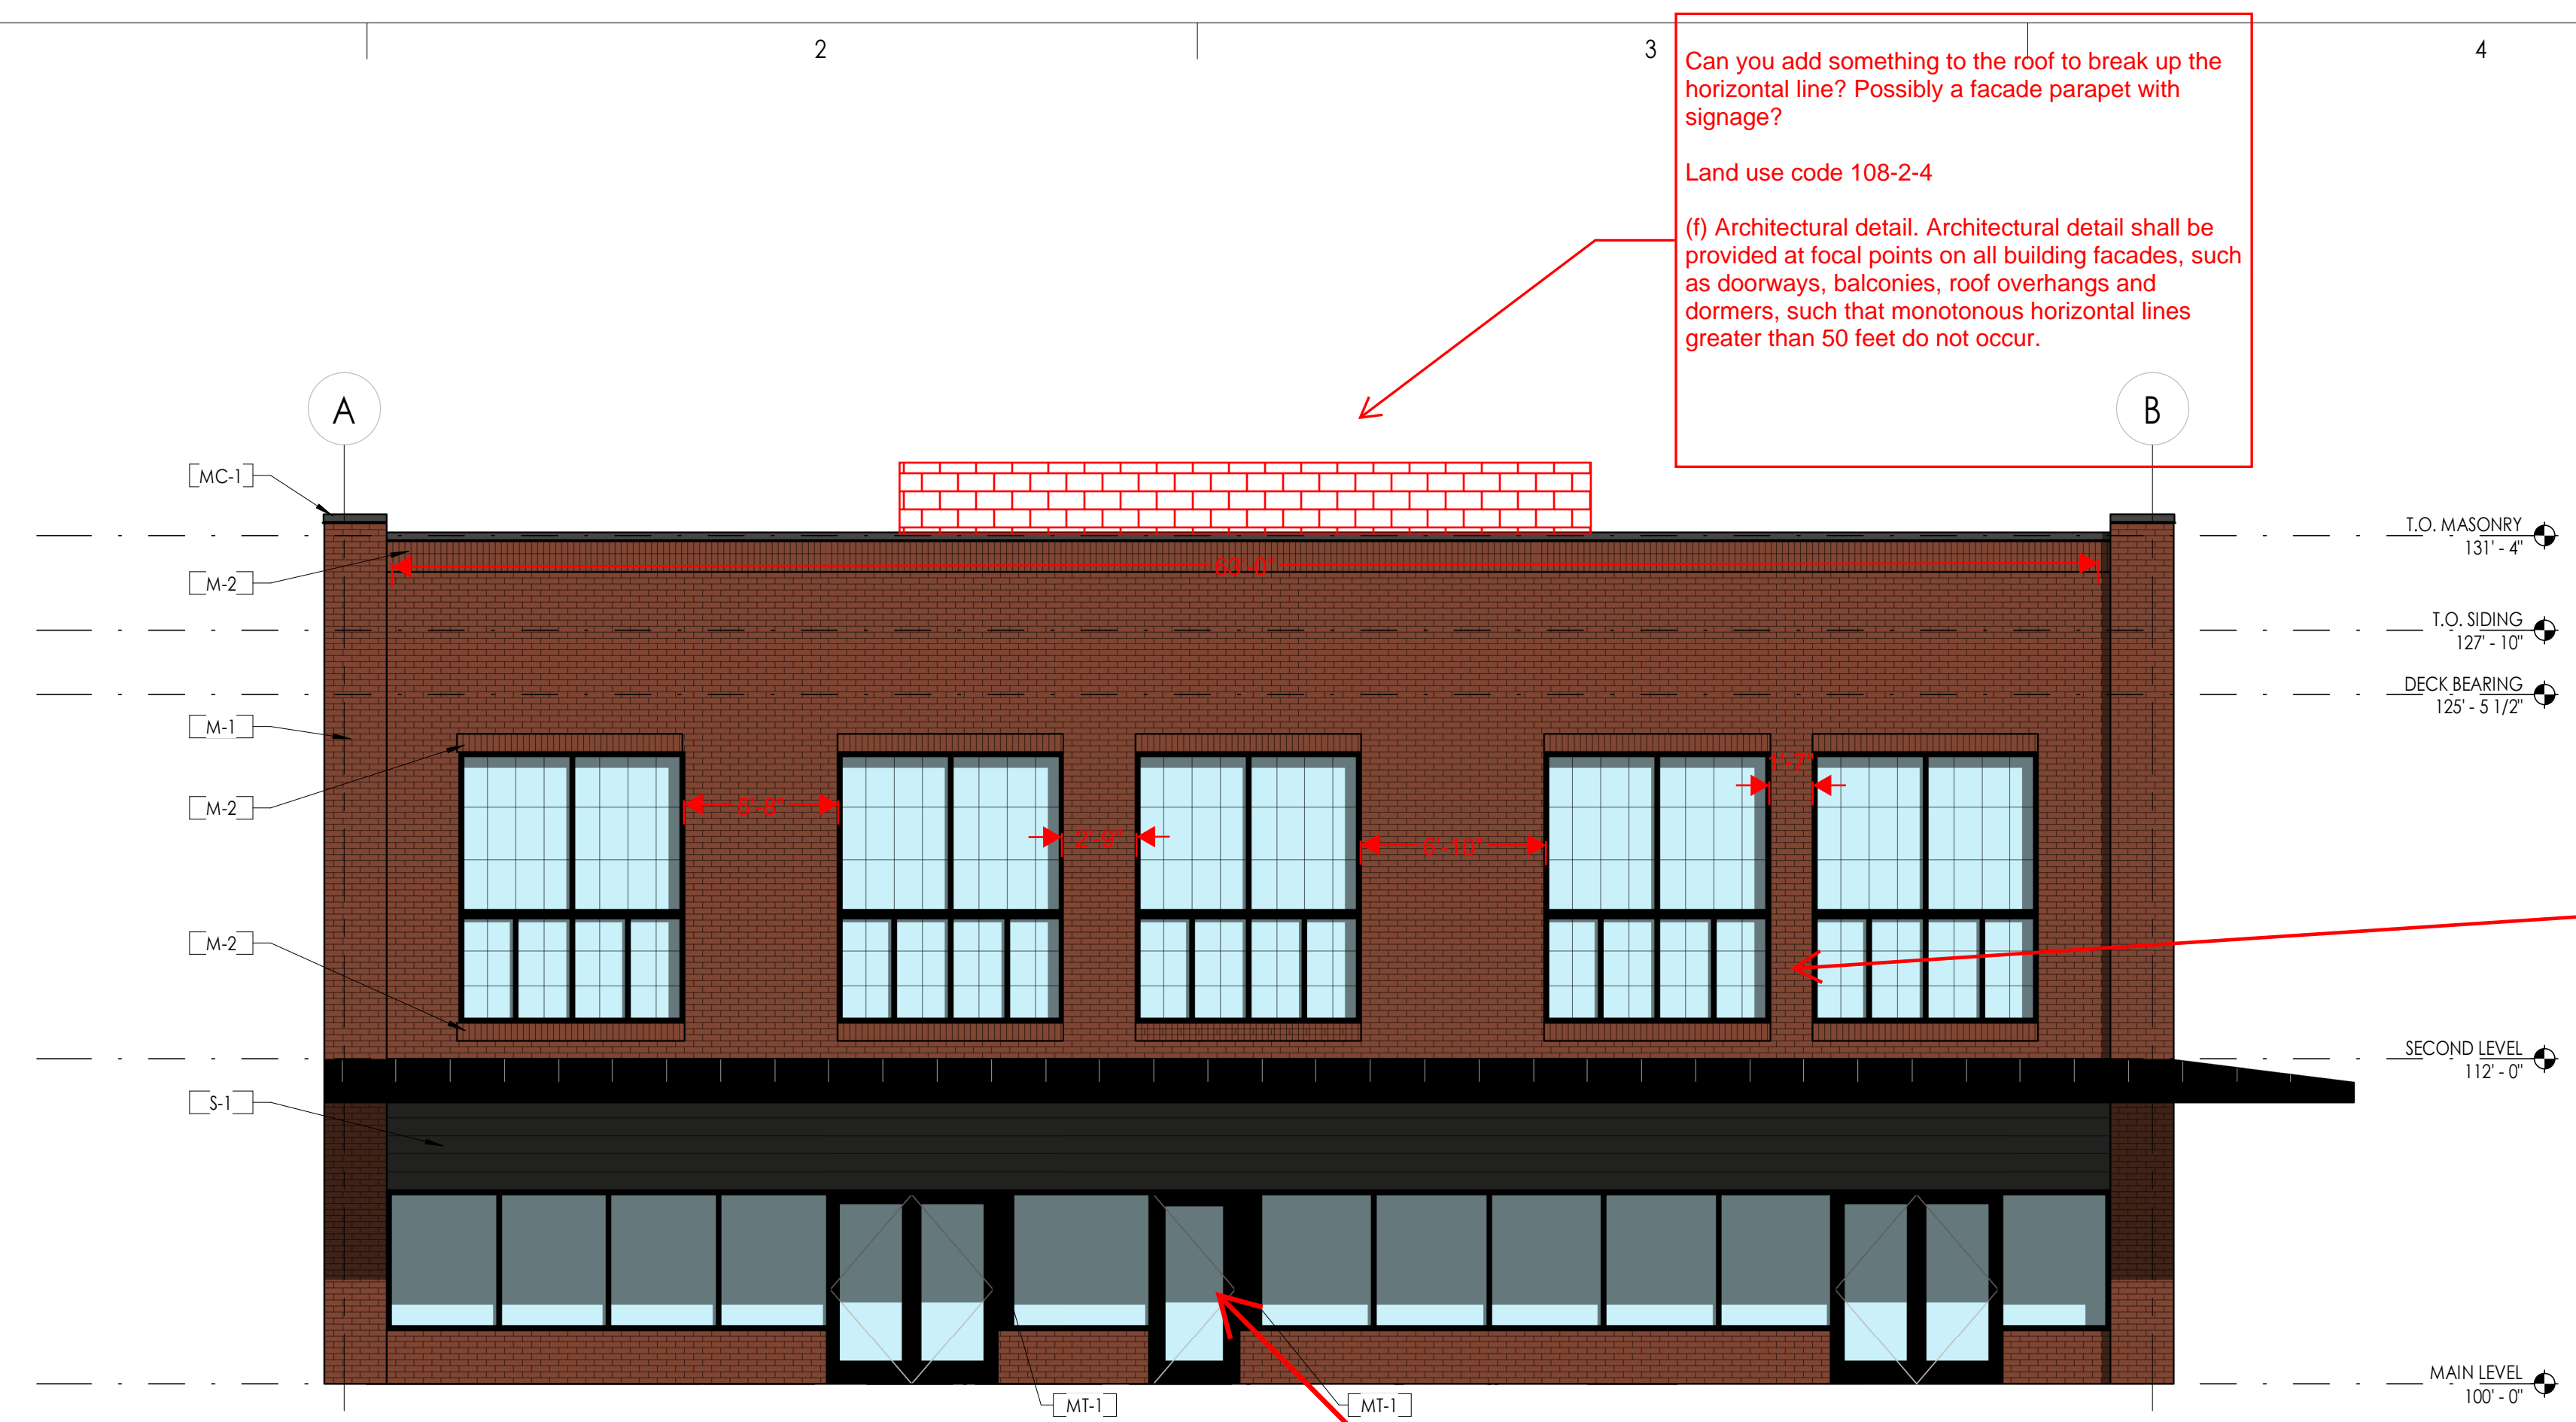 2
3
4
Can you add something to the roof to break up the
horizontal line? Possibly a facade parapet with
signage?
Land use code 108-2-4
(f) Architectural detail. Architectural detail shall be
provided at focal points on all building facades, such
as doorways, balconies, roof overhangs and
dormers, such that monotonous horizontal lines
greater than 50 feet do not occur.
A
B
MC-1
T.O. MASONRY
131' - 4"
63'-0"
M-2
T.O. SIDING
127' - 10"
DECK BEARING
125' - 5 1/2"
M-1
1'-7"
M-2
5'-8"
2'-9"
6'-10"
M-2
SECOND LEVEL
112' - 0"
S-1
MAIN LEVEL
100' - 0"
MT-1
MT-1